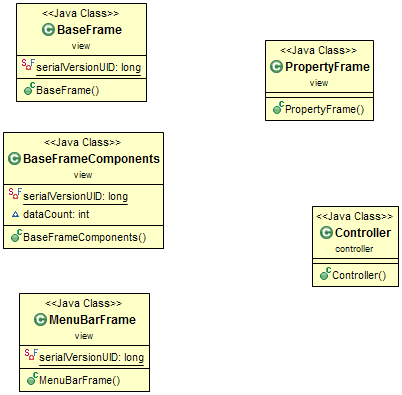 <<Java Class>>
BaseFrame
view
serialVersionUID: long
BaseFrame()
<<Java Class>>
PropertyFrame
view
PropertyFrame()
<<Java Class>>
BaseFrameComponents
view
serialVersionUID: long
dataCount: int
BaseFrameComponents()
<<Java Class>>
Controller
controller
Controller()
<<Java Class>>
MenuBarFrame
view
serialVersionUID: long
MenuBarFrame()